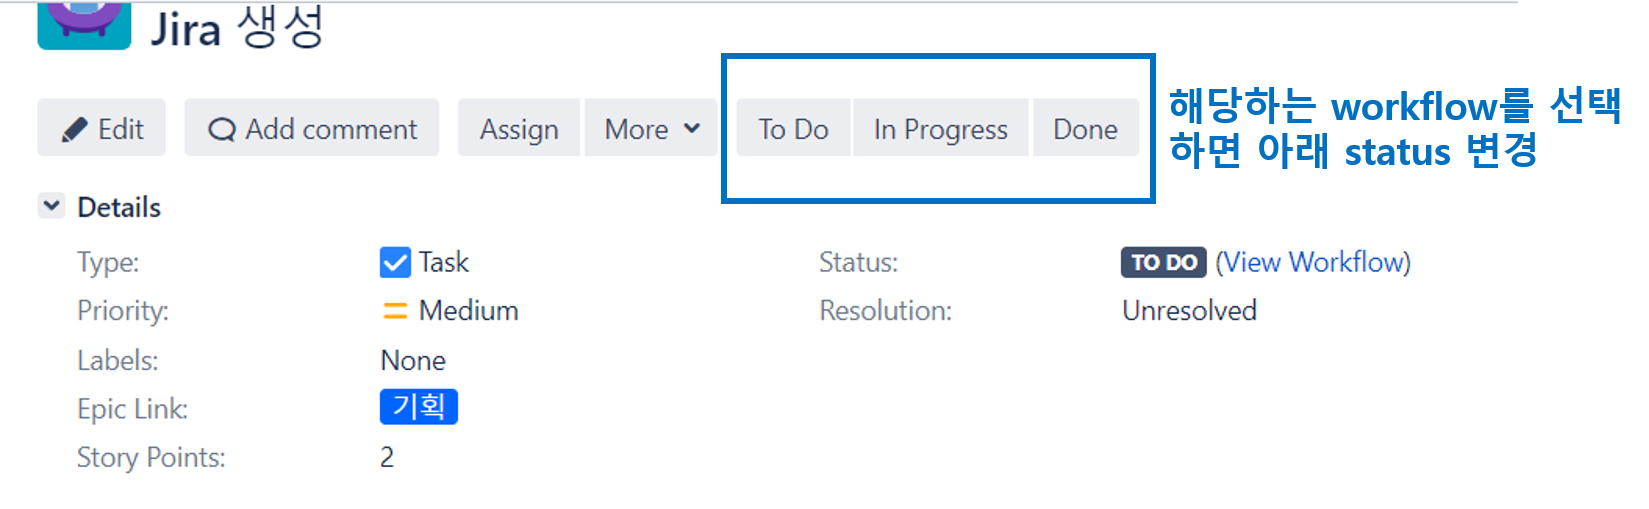 Jira 생성
Edit Add comment Assign More To Do In Progress Done
해당하는 workflow를 선택
하면 아래 status 변경
Details
Type: Task Status: TO DO (View Workflow)
Priority: Medium Resolution: Unresolved
Labels: None
Epic Link: 기획
Story Points: 2